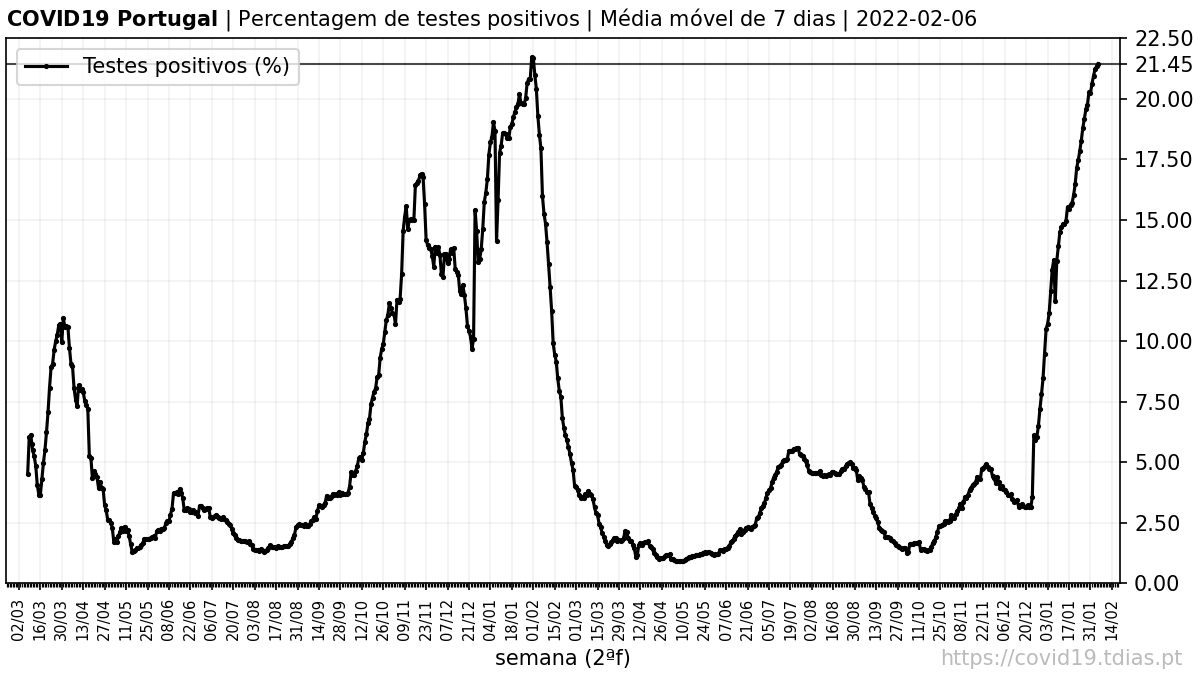 COVID19 Portugal | Percentagem de testes positivos | Média móvel de 7 dias | 2022-02-06
Testes positivos (%)
22.50
21.45
20.00
17.50
15.00
12.50
10.00
7.50
5.00
2.50
0.00
02/03 16/03 30/03 13/04 27/04 11/05 25/05 08/06 22/06 06/07 20/07 03/08 17/08 31/08 14/09 28/09 12/10 26/10 09/11 23/11 07/12 21/12 04/01 18/01 01/02 15/02 01/03 15/03 29/03 12/04 26/04 10/05 24/05 07/06 21/06 05/07 19/07 02/08 16/08 30/08 13/09 27/09 11/10 25/10 08/11 22/11 06/12 20/12 03/01 17/01 31/01 14/02
semana (2ªf)
https://covid19.tdias.pt